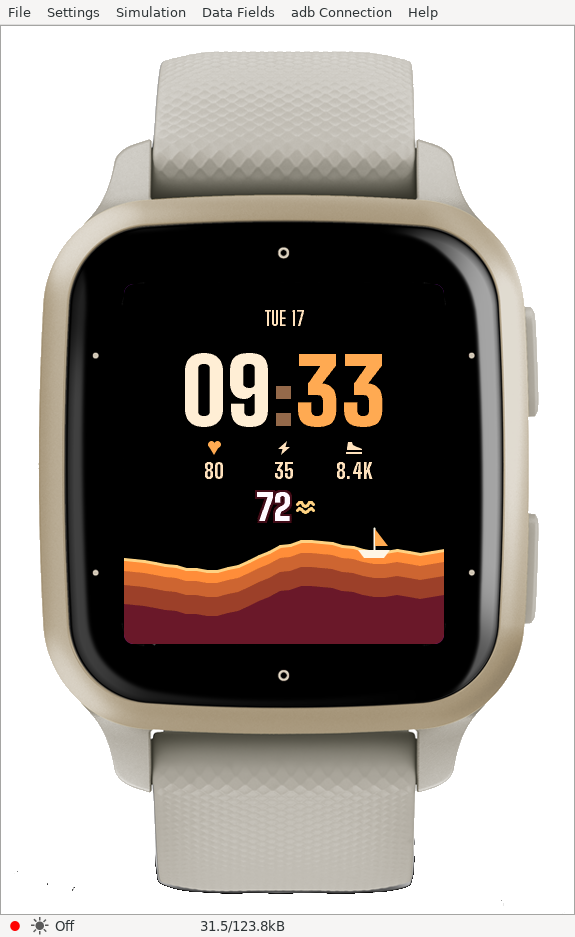 File Settings Simulation Data Fields adb Connection Help
TUE 17
09:33
80 35 8.4K
72
Off 31.5/123.8kB